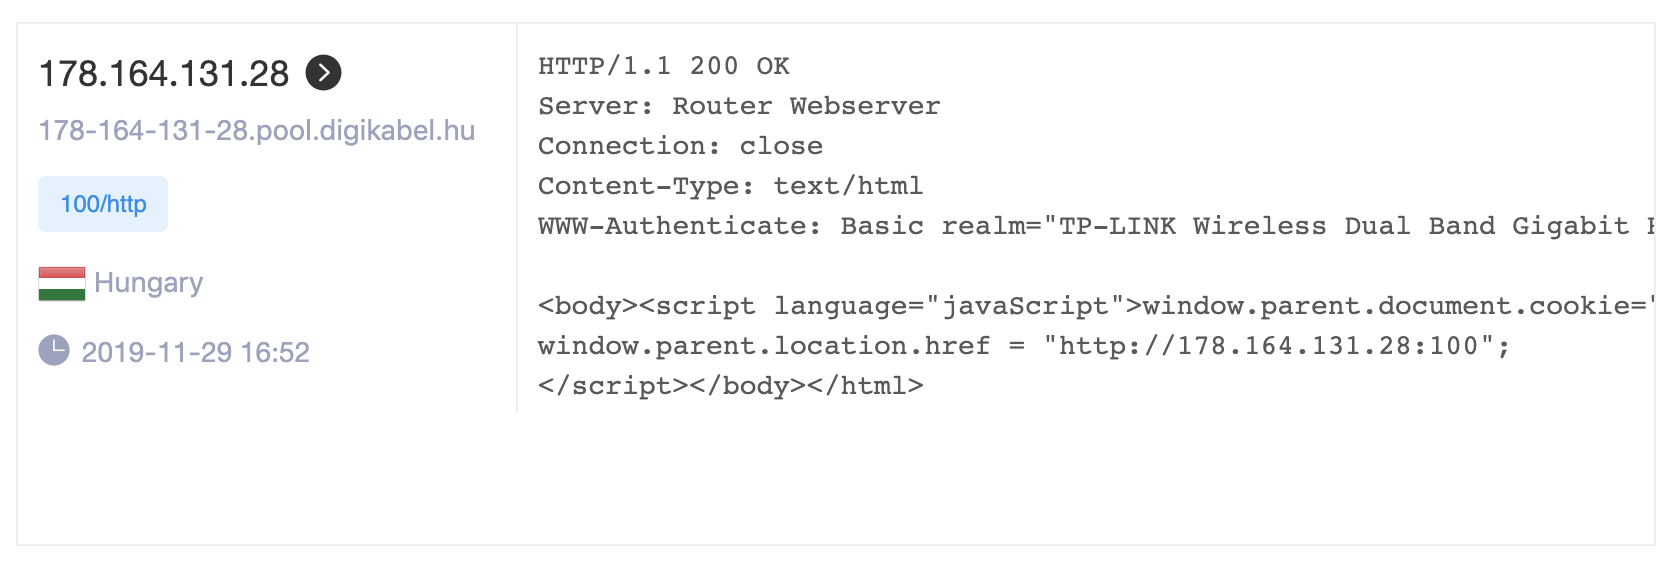 178.164.131.28
178-164-131-28.pool.digikabel.hu
100/http
Hungary
2019-11-29 16:52
HTTP/1.1 200 OK
Server: Router Webserver
Connection: close
Content-Type: text/html
WWW-Authenticate: Basic realm="TP-LINK Wireless Dual Band Gigabit
<body><script language="javaScript">window.parent.document.cookie="
window.parent.location.href = "http://178.164.131.28:100";
</script></body></html>